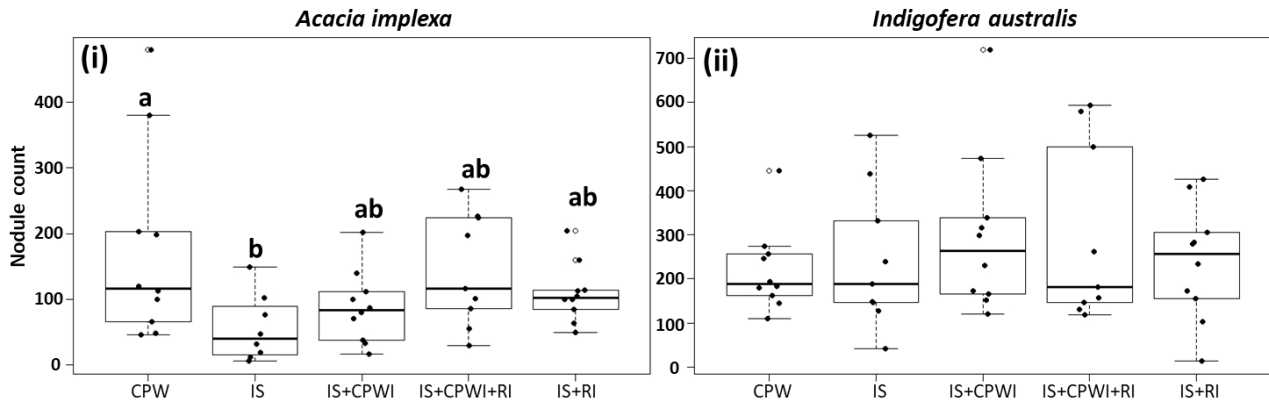 Acacia implexa
Indigofera australis
(i)
a
b
ab
ab
ab
Nodule count
400
300
200
100
0
CPW
IS
IS+CPWI
IS+CPWI+RI
IS+RI
(ii)
700
600
500
400
300
200
100
0
CPW
IS
IS+CPWI
IS+CPWI+RI
IS+RI